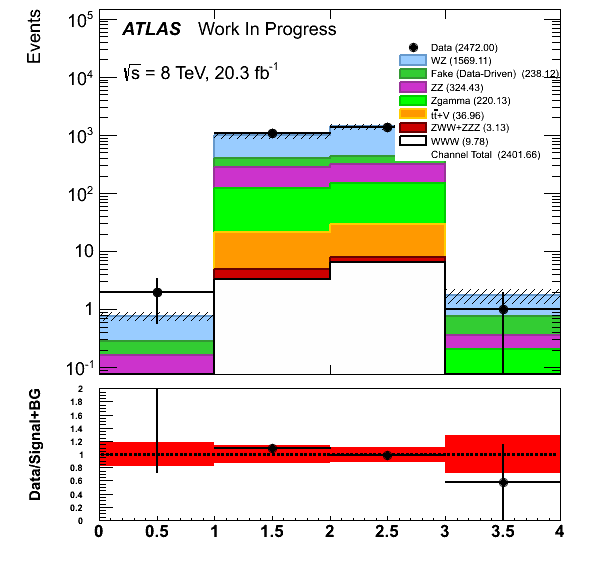 Events
ATLAS Work In Progress
√s = 8 TeV, 20.3 fb⁻¹
Data (2472.00)
WZ (1569.11)
Fake (Data-Driven) (238.12)
ZZ (324.43)
Zgamma (220.13)
tt̄+V (36.96)
ZWW+ZZZ (3.13)
WWW (9.78)
Channel Total (2401.66)
10⁵
10⁴
10³
10²
10
1
10⁻¹
Data/Signal+BG
2
1.8
1.6
1.4
1.2
1
0.8
0.6
0.4
0.2
0
0 0.5 1 1.5 2 2.5 3 3.5 4